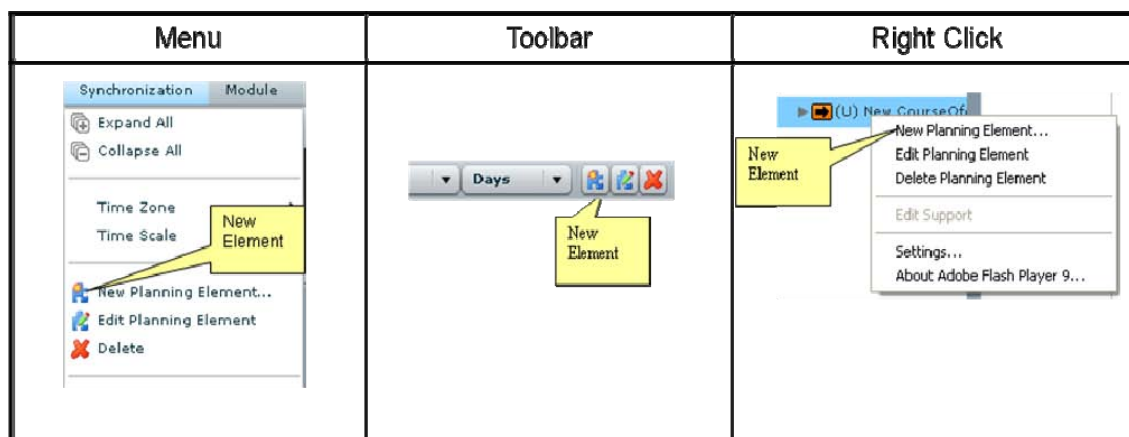 Menu
Toolbar
Right Click
Synchronization Module
Expand All
Collapse All
Time Zone
Time Scale
New
Element
New Planning Element...
Edit Planning Element
Delete
Days
New
Element
(U) New CourseOf
New
Element
New Planning Element...
Edit Planning Element
Delete Planning Element
Edit Support
Settings...
About Adobe Flash Player 9...